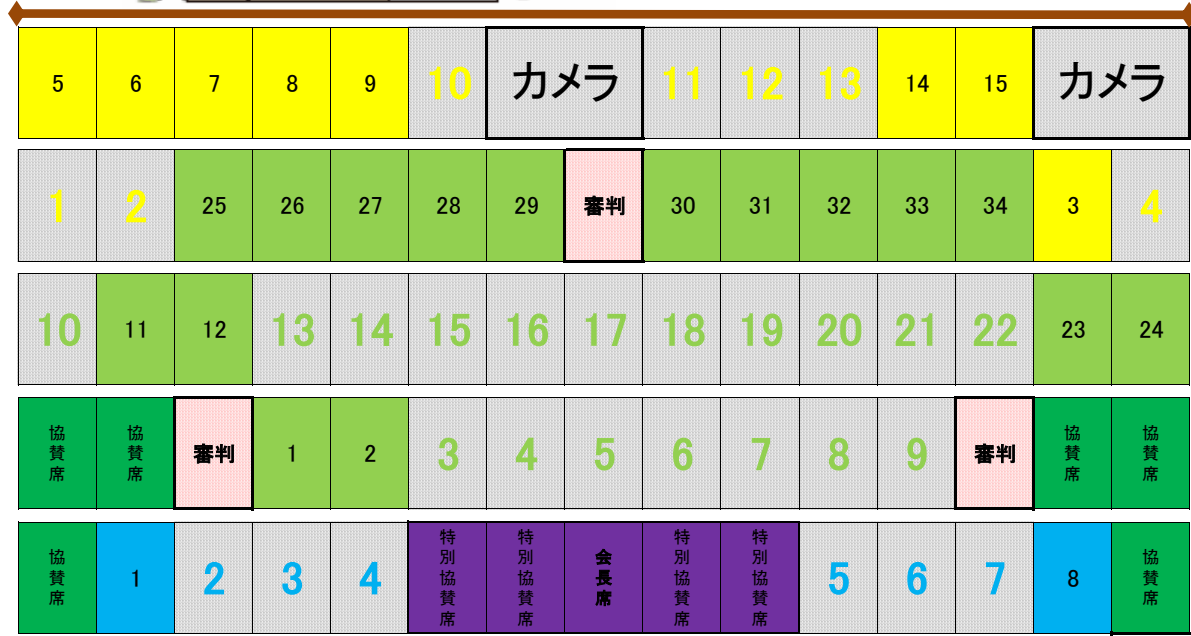 5 6 7 8 9 10 カメラ 11 12 13 14 15 カメラ
1 2 25 26 27 28 29 審判 30 31 32 33 34 3 4
10 11 12 13 14 15 16 17 18 19 20 21 22 23 24
協賛席 協賛席 審判 1 2 3 4 5 6 7 8 9 審判 協賛席 協賛席
協賛席 1 2 3 4 特別協賛席 特別協賛席 会長席 特別協賛席 特別協賛席 5 6 7 8 協賛席